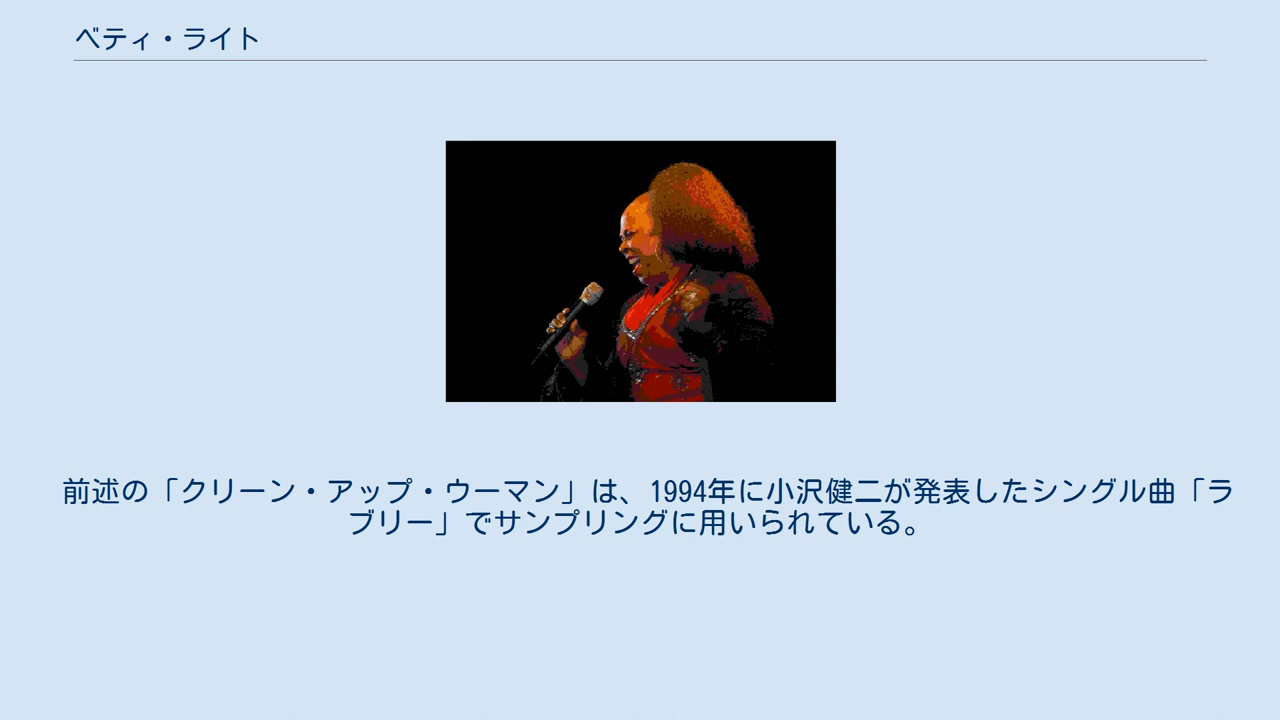 ベティ・ライト
前述の「クリーン・アップ・ウーマン」は、1994年に小沢健二が発表したシングル曲「ラ
ブリー」でサンプリングに用いられている。